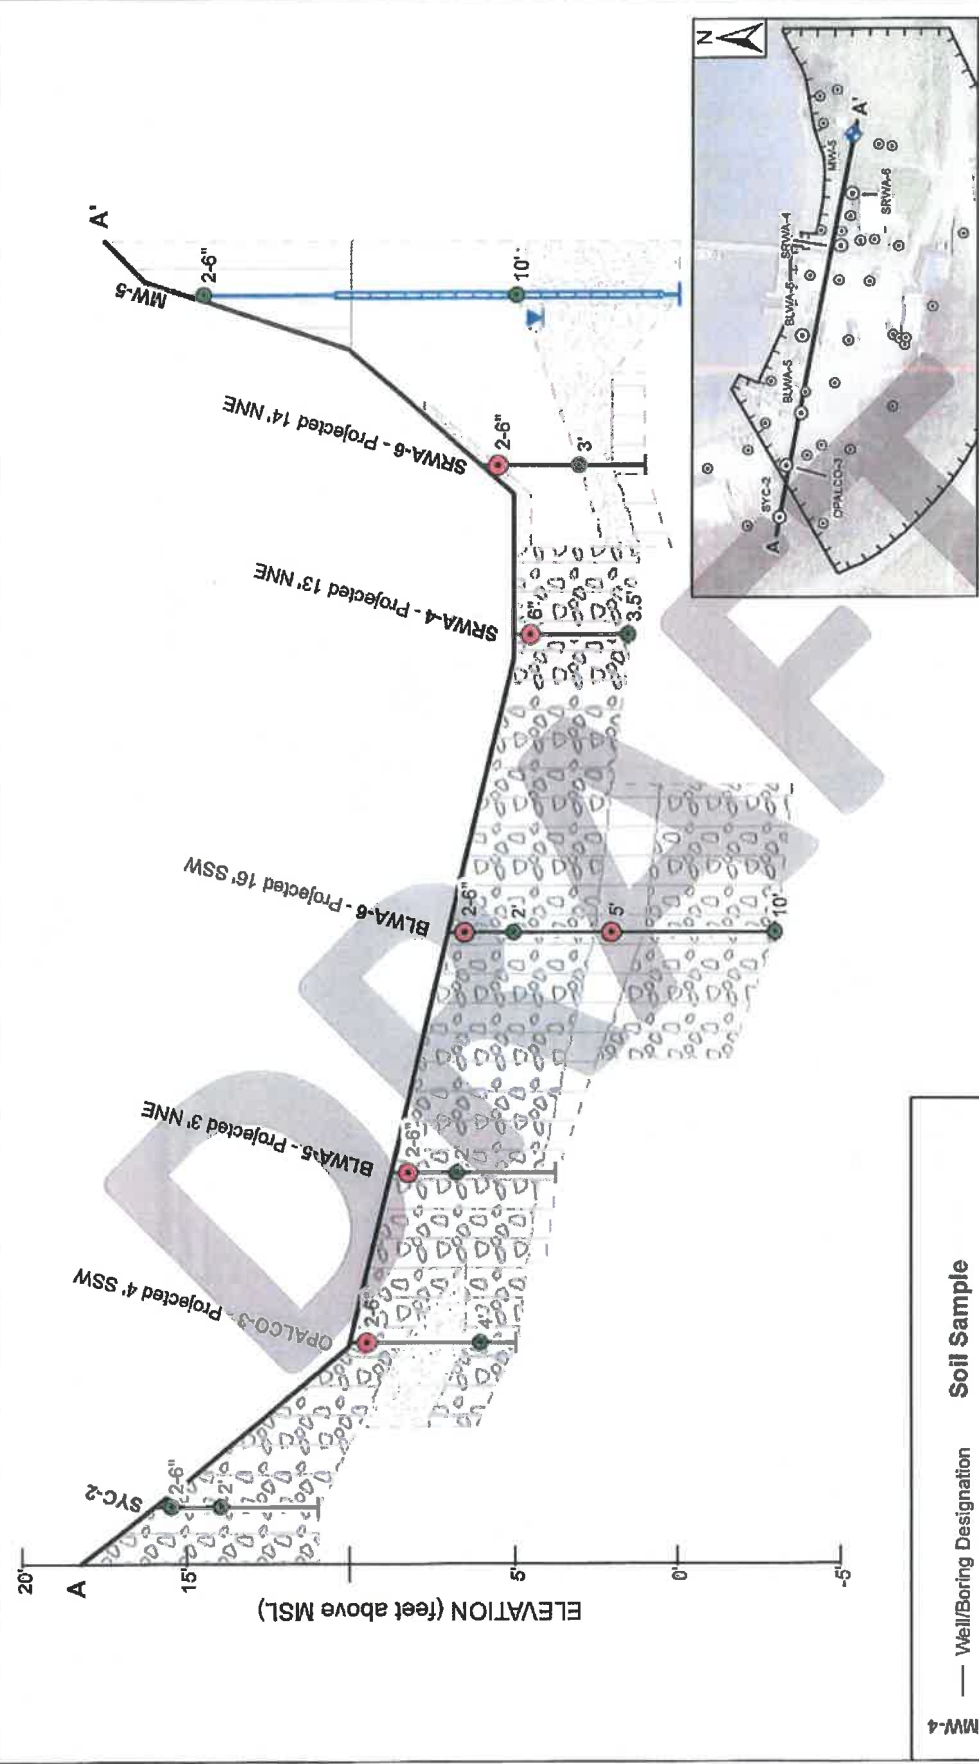 A'
MW-5
2-6"
10'
SRWA-6 - Projected 14' NNE
2-6"
3'
SRWA-4 - Projected 13' NNE
6"
3.5'
BLWA-6 - Projected 16' SSW
2-6"
2'
5'
10'
BLWA-5 - Projected 3' NNE
2-6"
2'
OPALCO-3 - Projected 4' SSW
2-6"
4'
SYC-2
2-6"
2'
A
20'
15'
5'
0'
-5'
ELEVATION (feet above MSL)
DRAFT
N
A
SYC-2
OPALCO-3
BLWA-5
BLWA-6
SRWA-4
MW-5
SRWA-6
A'
MW-4 — Well/Boring Designation
Soil Sample